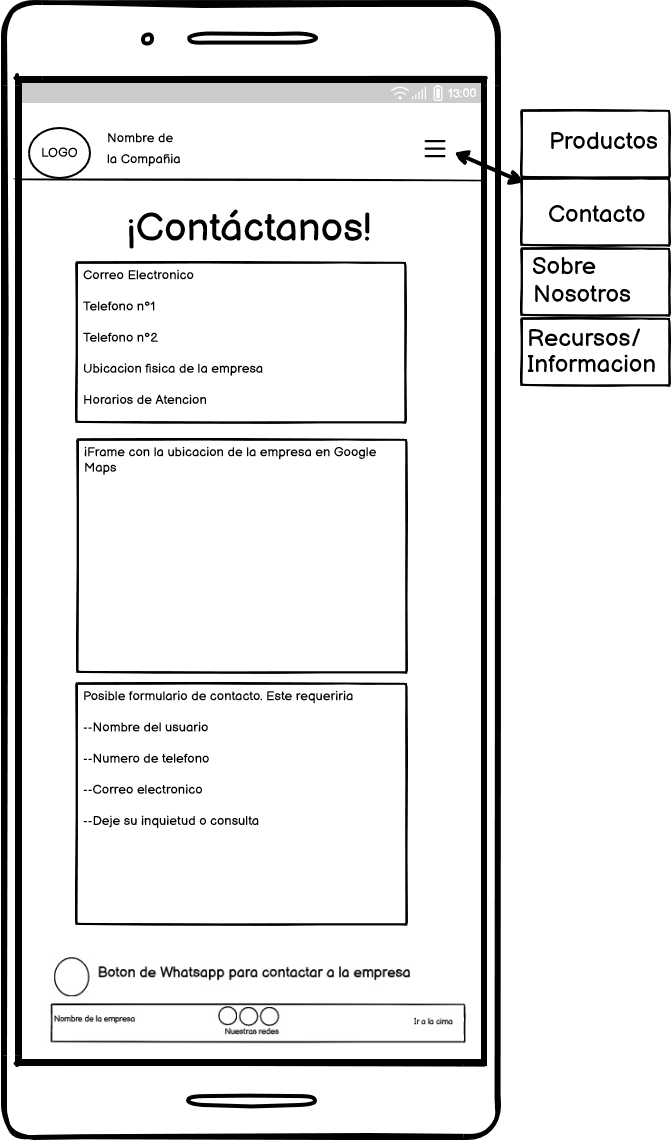 13:00
LOGO
Nombre de
la Compañia
Productos
Contacto
Sobre
Nosotros
Recursos/
Informacion
¡Contáctanos!
Correo Electronico
Telefono n°1
Telefono n°2
Ubicacion fisica de la empresa
Horarios de Atencion
iFrame con la ubicacion de la empresa en Google
Maps
Posible formulario de contacto. Este requeriria
--Nombre del usuario
--Numero de telefono
--Correo electronico
--Deje su inquietud o consulta
Boton de Whatsapp para contactar a la empresa
Nombre de la empresa
Nuestras redes
Ir a la cima